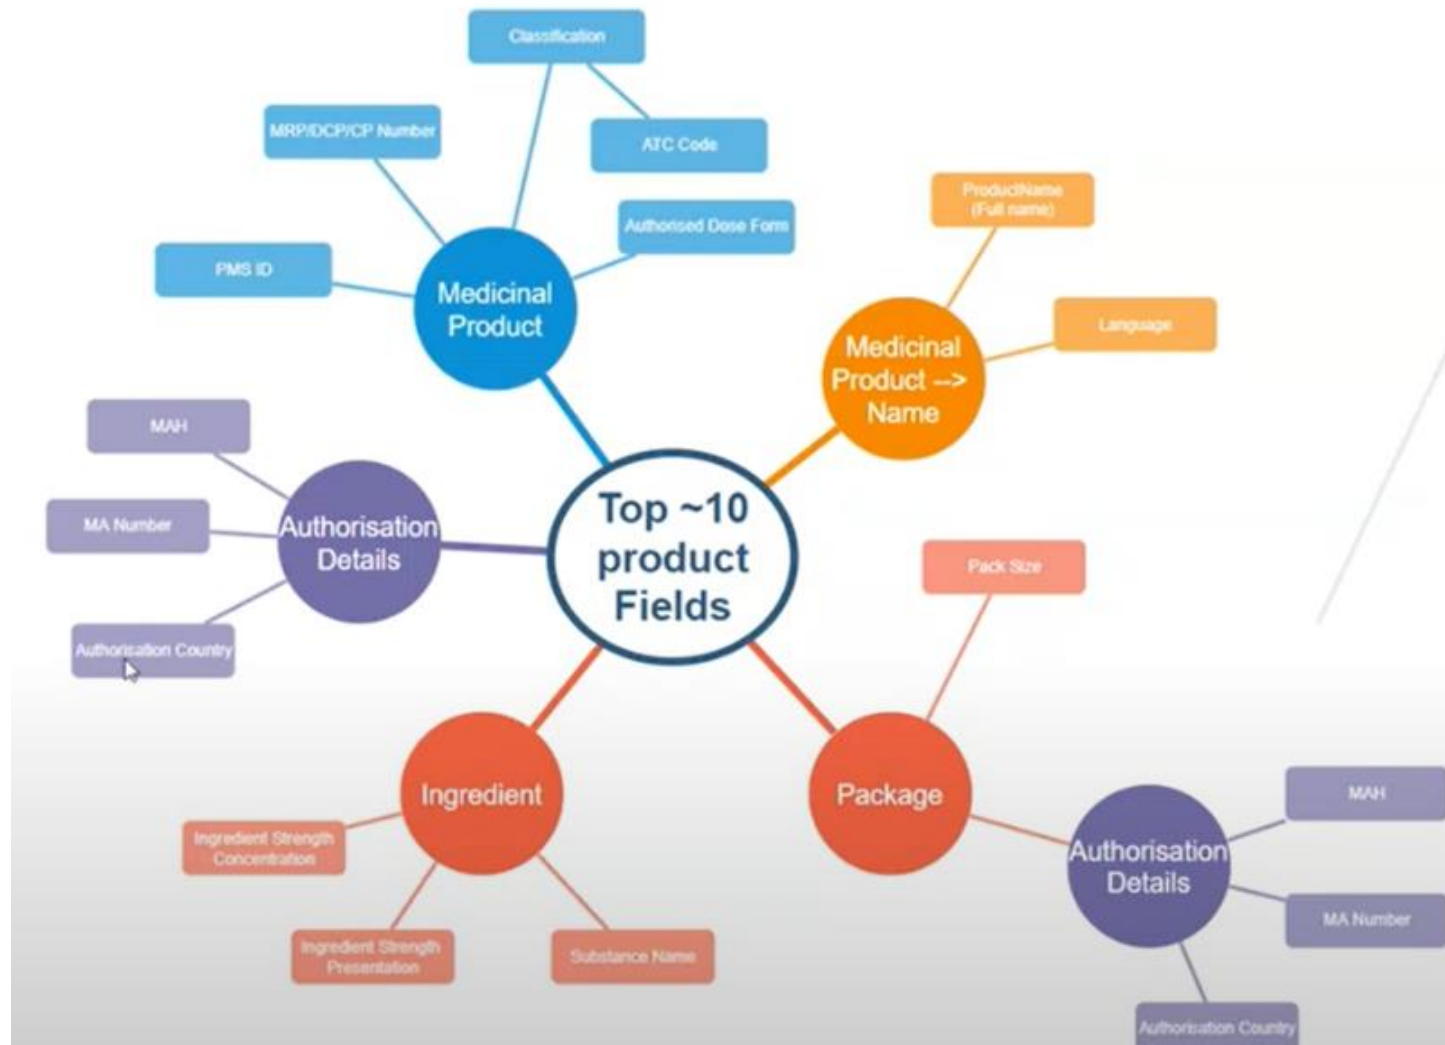 Classification
MRP/DCP/CP Number
ATC Code
ProductName
(Full name)
Authorised Dose Form
PMS ID
Medicinal
Product
Language
Medicinal
Product -->
Name
MAH
MA Number
Authorisation
Details
Authorisation Country
Top ~10
product
Fields
Pack Size
Ingredient
Package
Ingredient Strength
Concentration
Ingredient Strength
Presentation
Substance Name
Authorisation
Details
MAH
MA Number
Authorisation Country